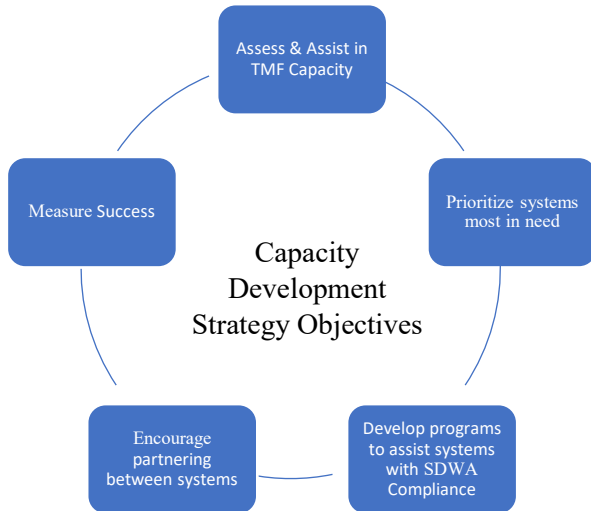 Assess & Assist in
TMF Capacity
Prioritize systems
most in need
Develop programs
to assist systems
with SDWA
Compliance
Encourage
partnering
between systems
Measure Success
Capacity
Development
Strategy Objectives